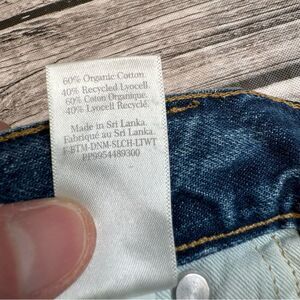 60% Organic Cotton.
40% Recycled Lyocell.
60% Coton Organique.
40% Lyocell Recyclé.
Made in Sri Lanka.
Fabriqué au Sri Lanka.
F-BTM-DNM-SLCH-LTWT
PP9954489300